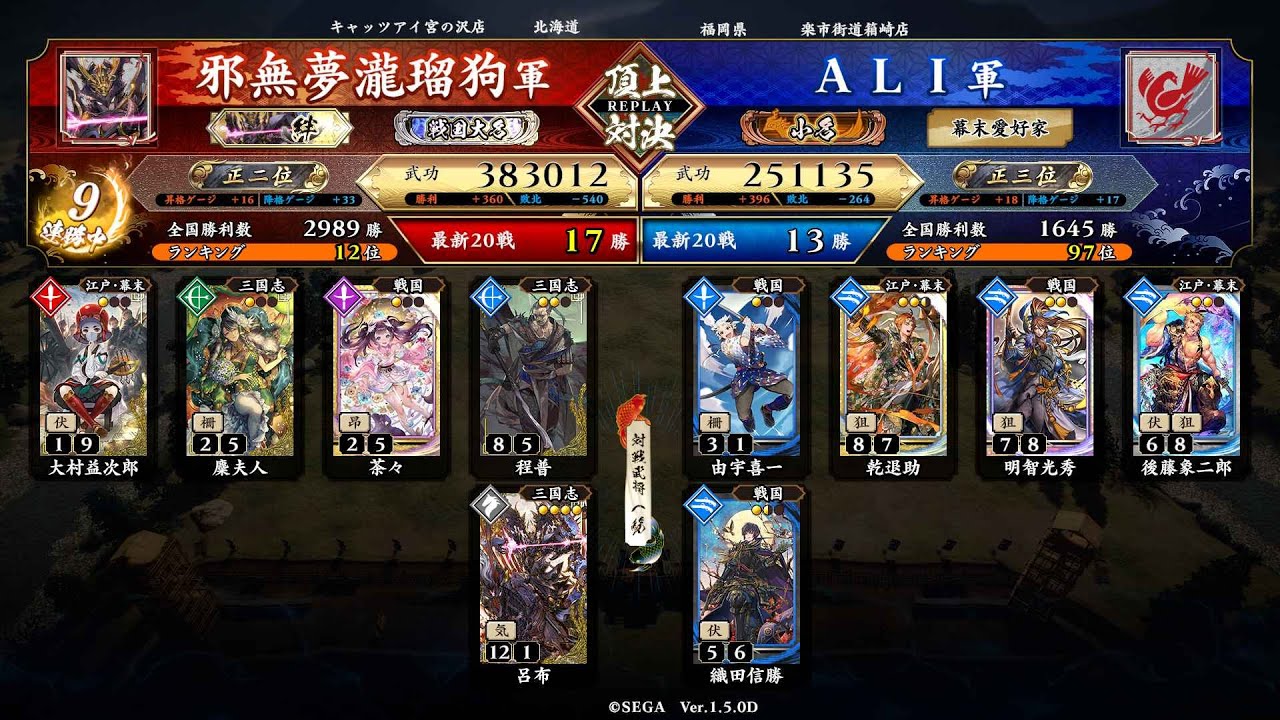 キャッツアイ宮の沢店 北海道 福岡県 楽市街道箱崎店
邪無夢瀧瑠狗軍 頂上 REPLAY 対決 ALI軍
絆 戦国大名 小名 幕末愛好家
正二位 武功 383012 武功 251135 正三位
昇格ゲージ +16 降格ゲージ +33 勝利 +360 敗北 -540 勝利 +396 敗北 -264 昇格ゲージ +18 降格ゲージ +17
9 連勝中
全国勝利数 2989勝 最新20戦 17勝 最新20戦 13勝 全国勝利数 1645勝
ランキング 12位 ランキング 97位
江戸・幕末 三国志 戦国 三国志 戦国 江戸・幕末 戦国 江戸・幕末
伏 柵 昴 柵 狙 狙 伏 狙
1 9 2 5 2 5 8 5 3 1 8 7 7 8 6 8
大村益次郎 麋夫人 茶々 程普 由宇喜一 乾退助 明智光秀 後藤象二郎
対戦武将一覧
三国志 戦国
気 伏
12 1 5 6
呂布 織田信勝
©SEGA Ver.1.5.0D